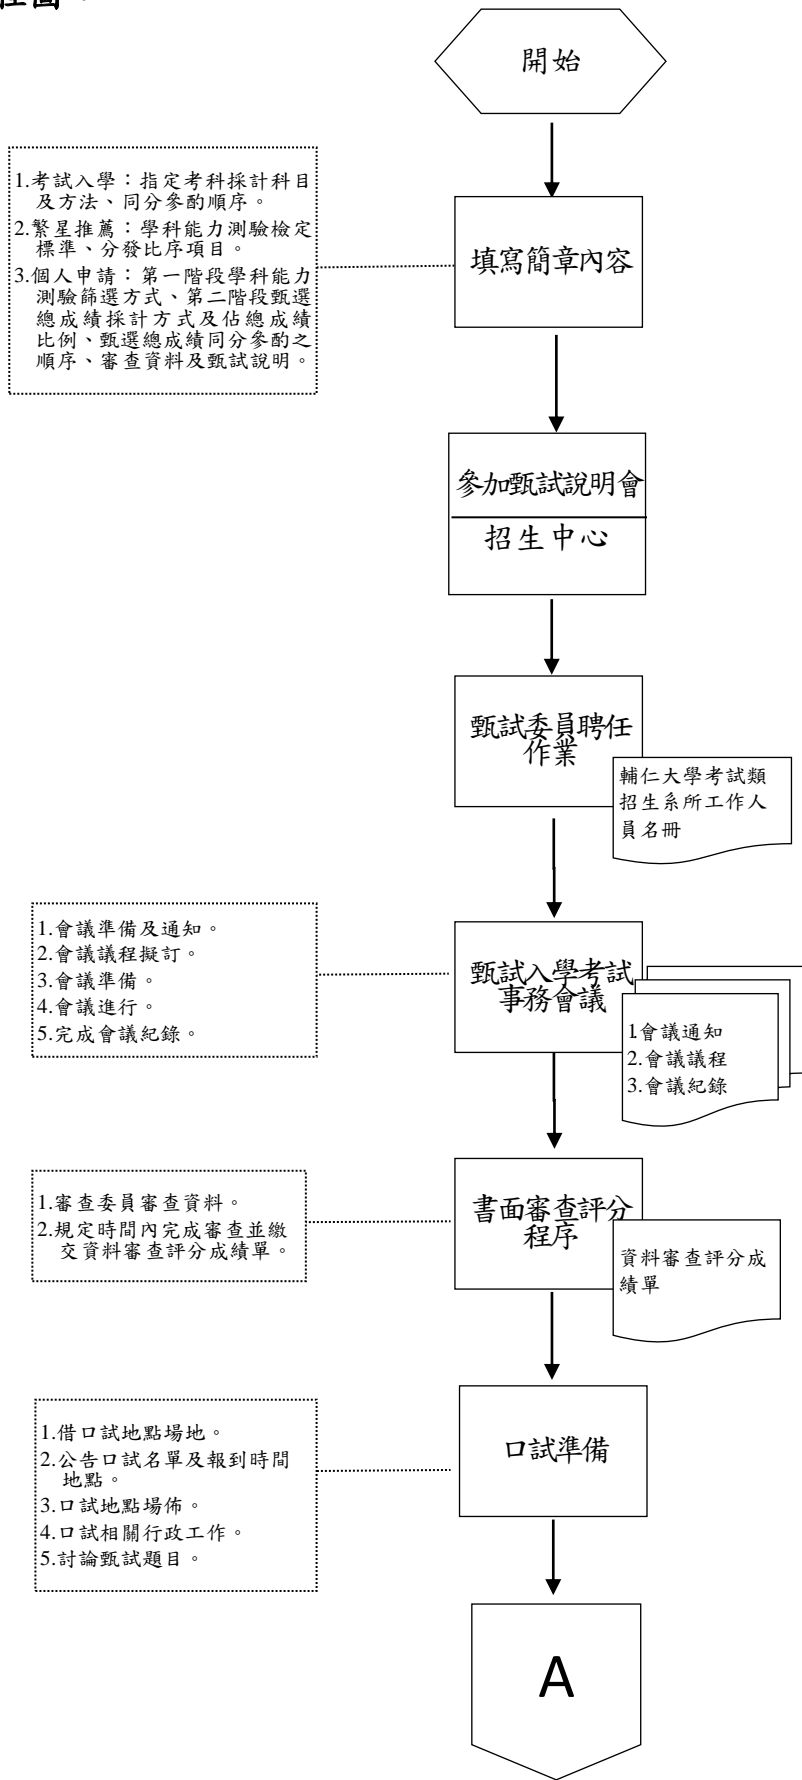 程圖：
開始
1.考試入學：指定考科採計科目
及方法、同分參酌順序。
2.繁星推薦：學科能力測驗檢定
標準、分發比序項目。
3.個人申請：第一階段學科能力
測驗篩選方式、第二階段甄選
總成績採計方式及佔總成績
比例、甄選總成績同分參酌之
順序、審查資料及甄試說明。
填寫簡章內容
參加甄試說明會
招生中心
甄試委員聘任
作業
輔仁大學考試類
招生系所工作人
員名冊
1.會議準備及通知。
2.會議議程擬訂。
3.會議準備。
4.會議進行。
5.完成會議紀錄。
甄試入學考試
事務會議
1.會議通知
2.會議議程
3.會議紀錄
1.審查委員審查資料。
2.規定時間內完成審查並繳
交資料審查評分成績單。
書面審查評分
程序
資料審查評分成
績單
1.借口試地點場地。
2.公告口試名單及報到時間
地點。
3.口試地點場佈。
4.口試相關行政工作。
5.討論甄試題目。
口試準備
A